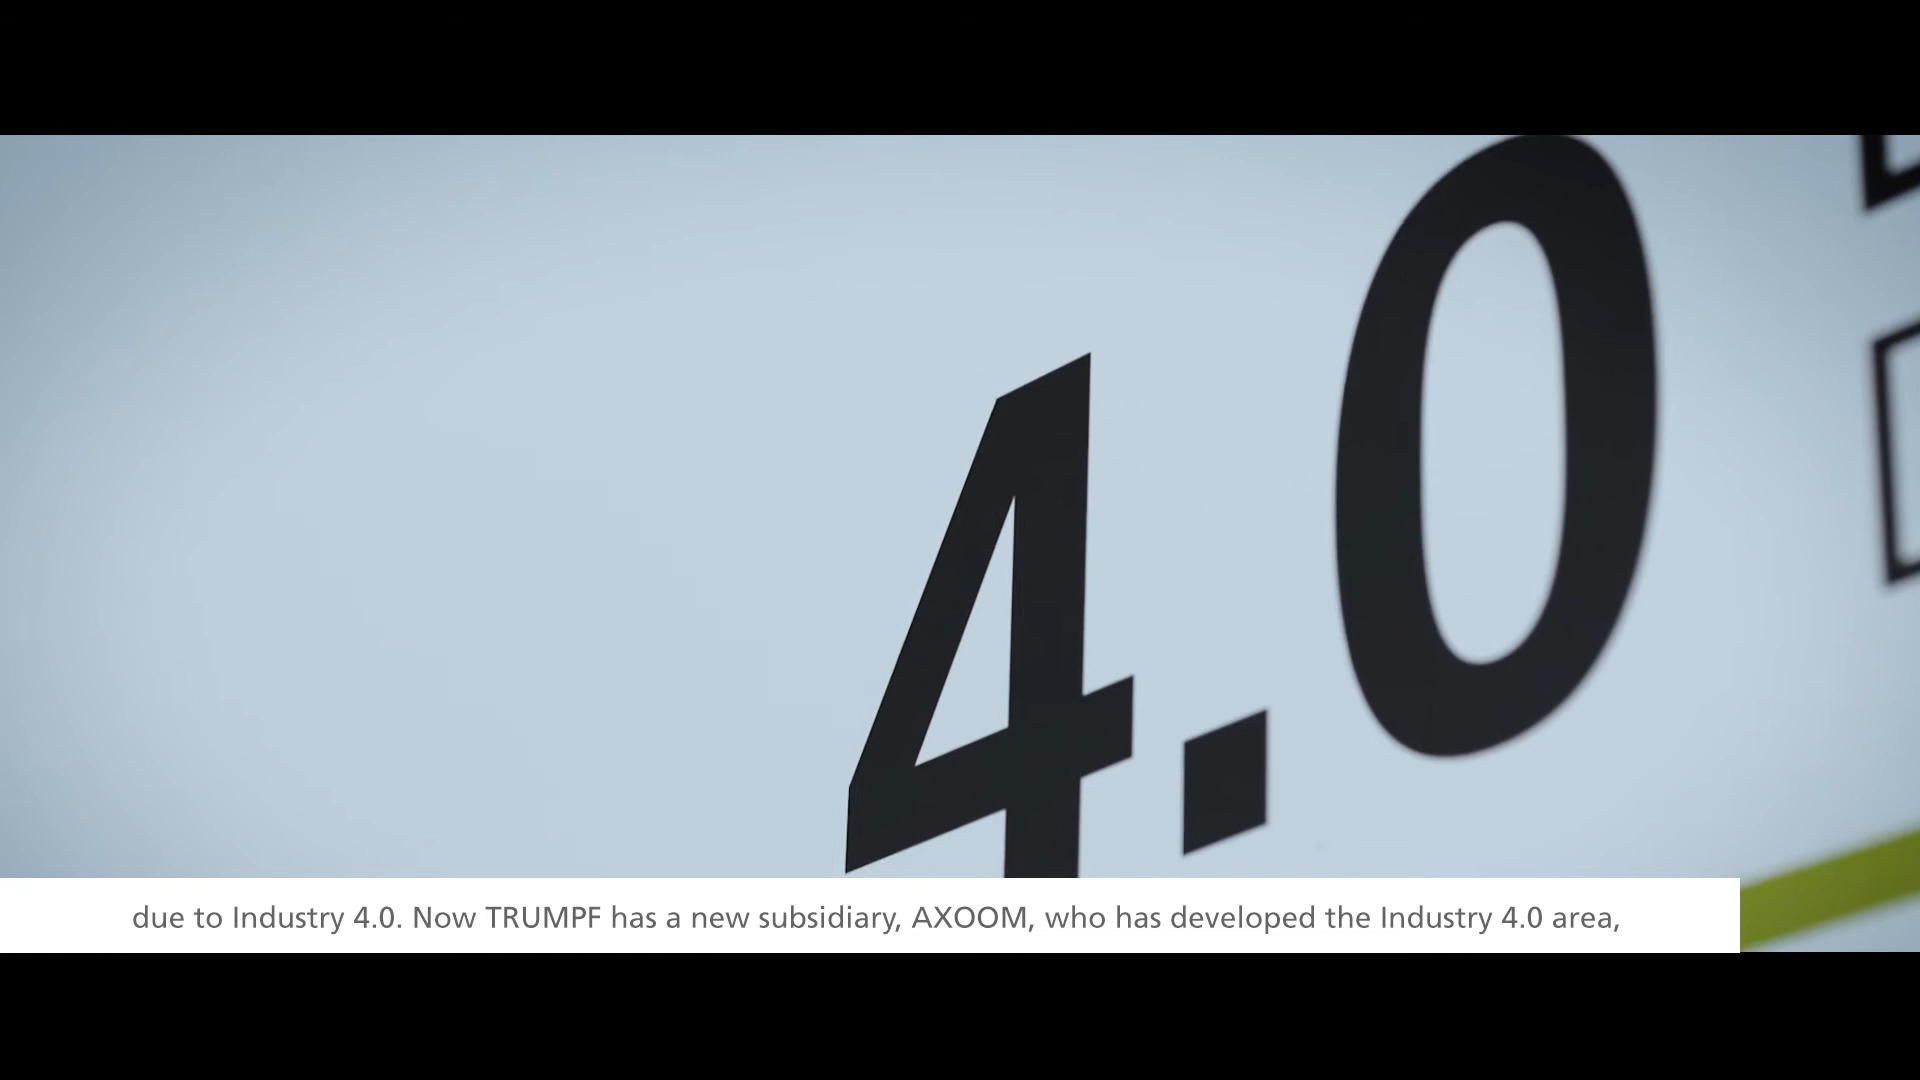 4.0
due to Industry 4.0. Now TRUMPF has a new subsidiary, AXOOM, who has developed the Industry 4.0 area,